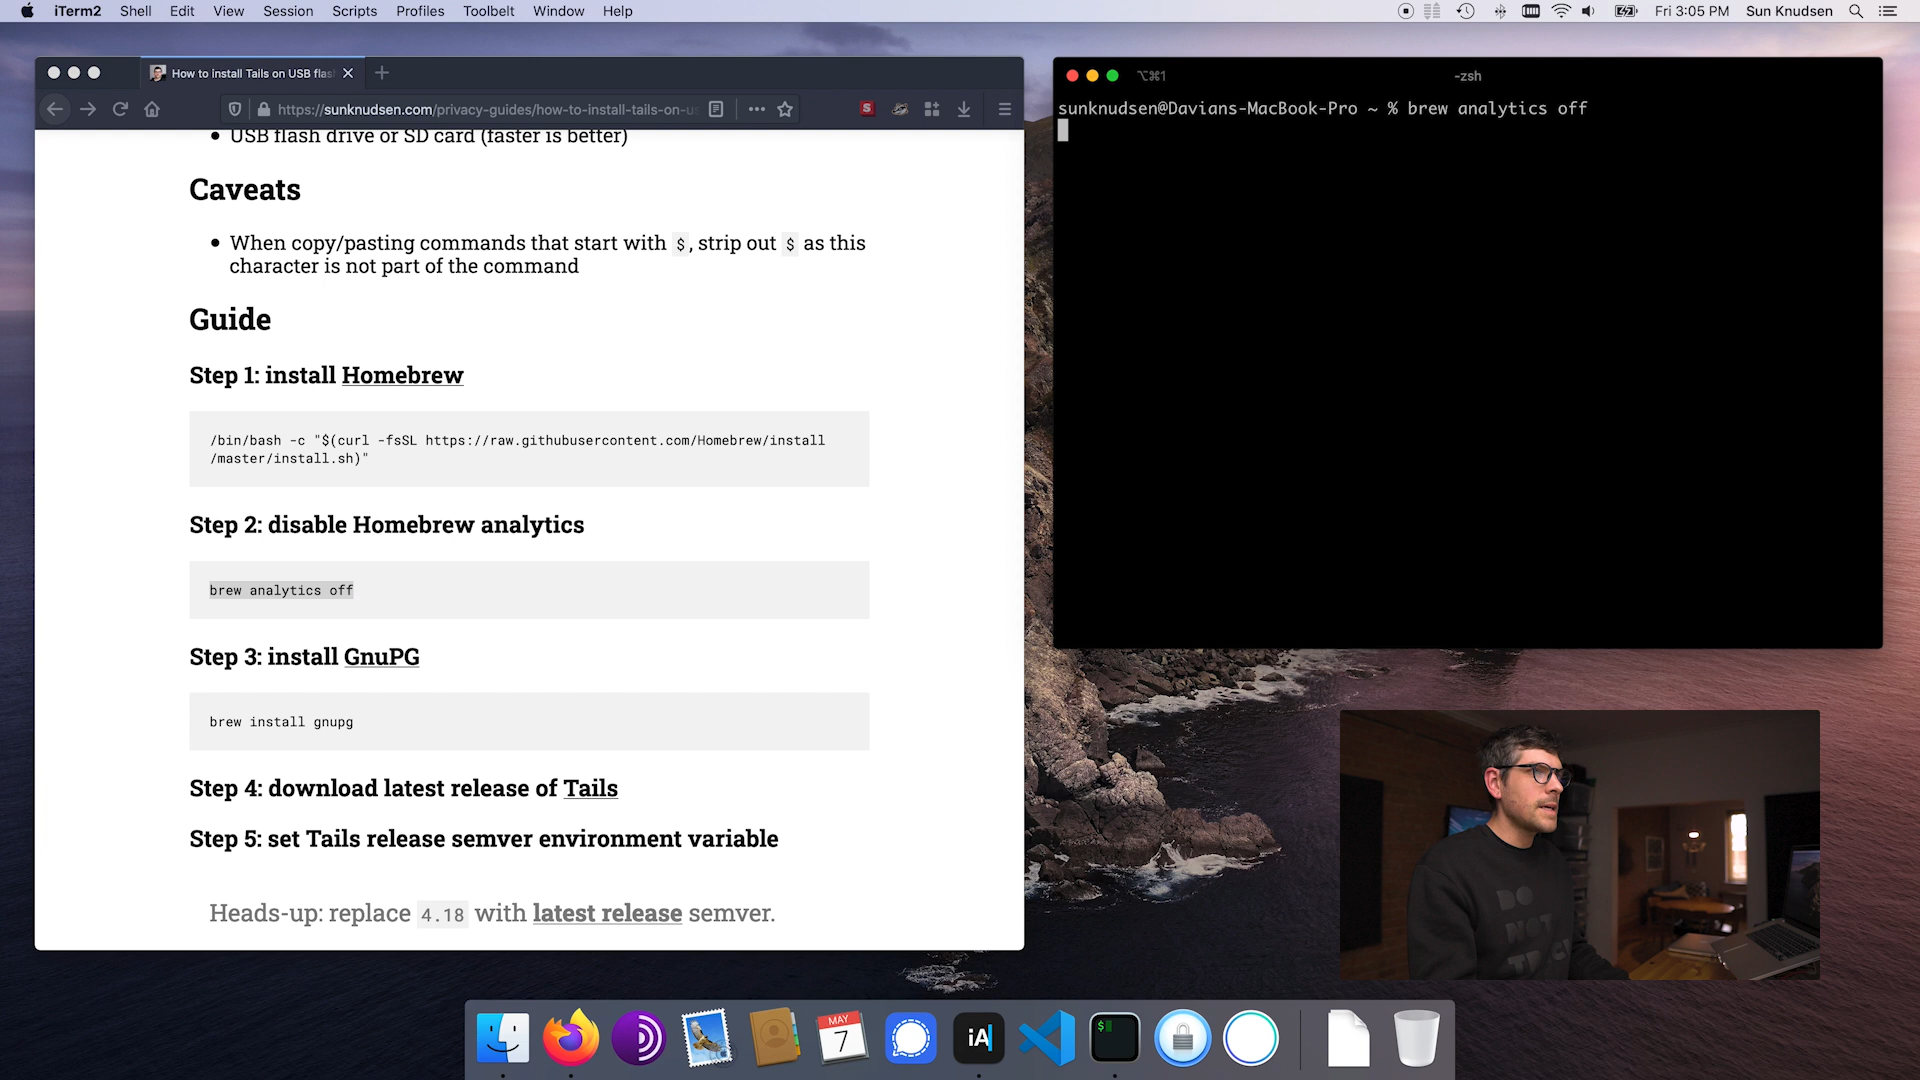 iTerm2 Shell Edit View Session Scripts Profiles Toolbelt Window Help
Fri 3:05 PM Sun Knudsen
How to install Tails on USB flas
https://sunknudsen.com/privacy-guides/how-to-install-tails-on-us
USB flash drive or SD card (faster is better)
Caveats
When copy/pasting commands that start with $, strip out $ as this
character is not part of the command
Guide
Step 1: install Homebrew
/bin/bash -c "$(curl -fsSL https://raw.githubusercontent.com/Homebrew/install
/master/install.sh)"
Step 2: disable Homebrew analytics
brew analytics off
Step 3: install GnuPG
brew install gnupg
Step 4: download latest release of Tails
Step 5: set Tails release semver environment variable
Heads-up: replace 4.18 with latest release semver.
⌥⌘1
-zsh
sunknudsen@Davians-MacBook-Pro ~ % brew analytics off
DO
NOT
MAY
7
iA
$
S